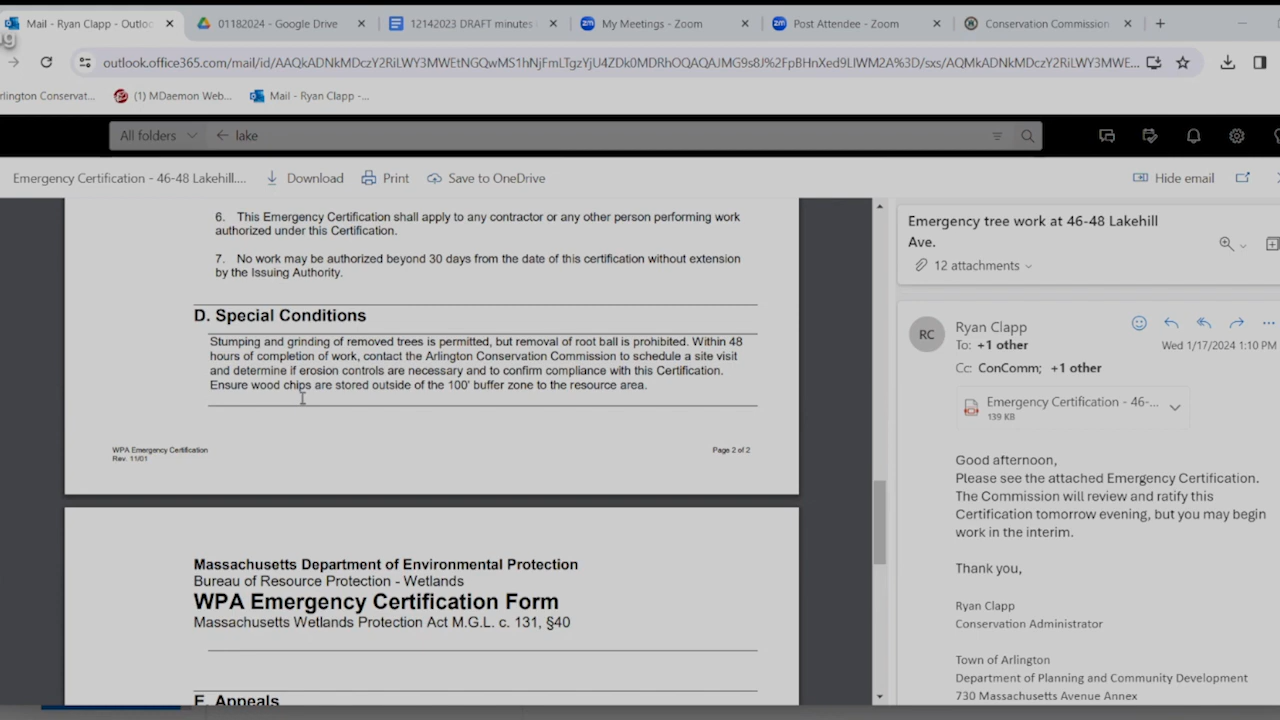 Mail - Ryan Clapp - Outlo
01182024 - Google Drive
12142023 DRAFT minutes
My Meetings - Zoom
Post Attendee - Zoom
Conservation Commission
outlook.office365.com/mail/id/AAQkADNkMDczY2RiLWY3MWEtNGQwMS1hNjFmLTgzYjU4ZDk0MDRhOQAQAJMG9s8J%2FpBHnXed9LIWM2A%3D/sxs/AQMkADNkMDczY2RiLWY3MWE...
rlington Conservat...
(1) MDaemon Web...
Mail - Ryan Clapp -...
All folders
lake
Emergency Certification - 46-48 Lakehill....
Download
Print
Save to OneDrive
Hide email
6. This Emergency Certification shall apply to any contractor or any other person performing work
authorized under this Certification.
7. No work may be authorized beyond 30 days from the date of this certification without extension
by the Issuing Authority.
D. Special Conditions
Stumping and grinding of removed trees is permitted, but removal of root ball is prohibited. Within 48
hours of completion of work, contact the Arlington Conservation Commission to schedule a site visit
and determine if erosion controls are necessary and to confirm compliance with this Certification.
Ensure wood chips are stored outside of the 100' buffer zone to the resource area.
WPA Emergency Certification
Rev. 11/01
Page 2 of 2
Massachusetts Department of Environmental Protection
Bureau of Resource Protection - Wetlands
WPA Emergency Certification Form
Massachusetts Wetlands Protection Act M.G.L. c. 131, §40
E. Appeals
Emergency tree work at 46-48 Lakehill
Ave.
12 attachments
RC
Ryan Clapp
To: +1 other
Wed 1/17/2024 1:10 PM
Cc: ConComm; +1 other
Emergency Certification - 46-...
139 KB
Good afternoon,
Please see the attached Emergency Certification.
The Commission will review and ratify this
Certification tomorrow evening, but you may begin
work in the interim.
Thank you,
Ryan Clapp
Conservation Administrator
Town of Arlington
Department of Planning and Community Development
730 Massachusetts Avenue Annex